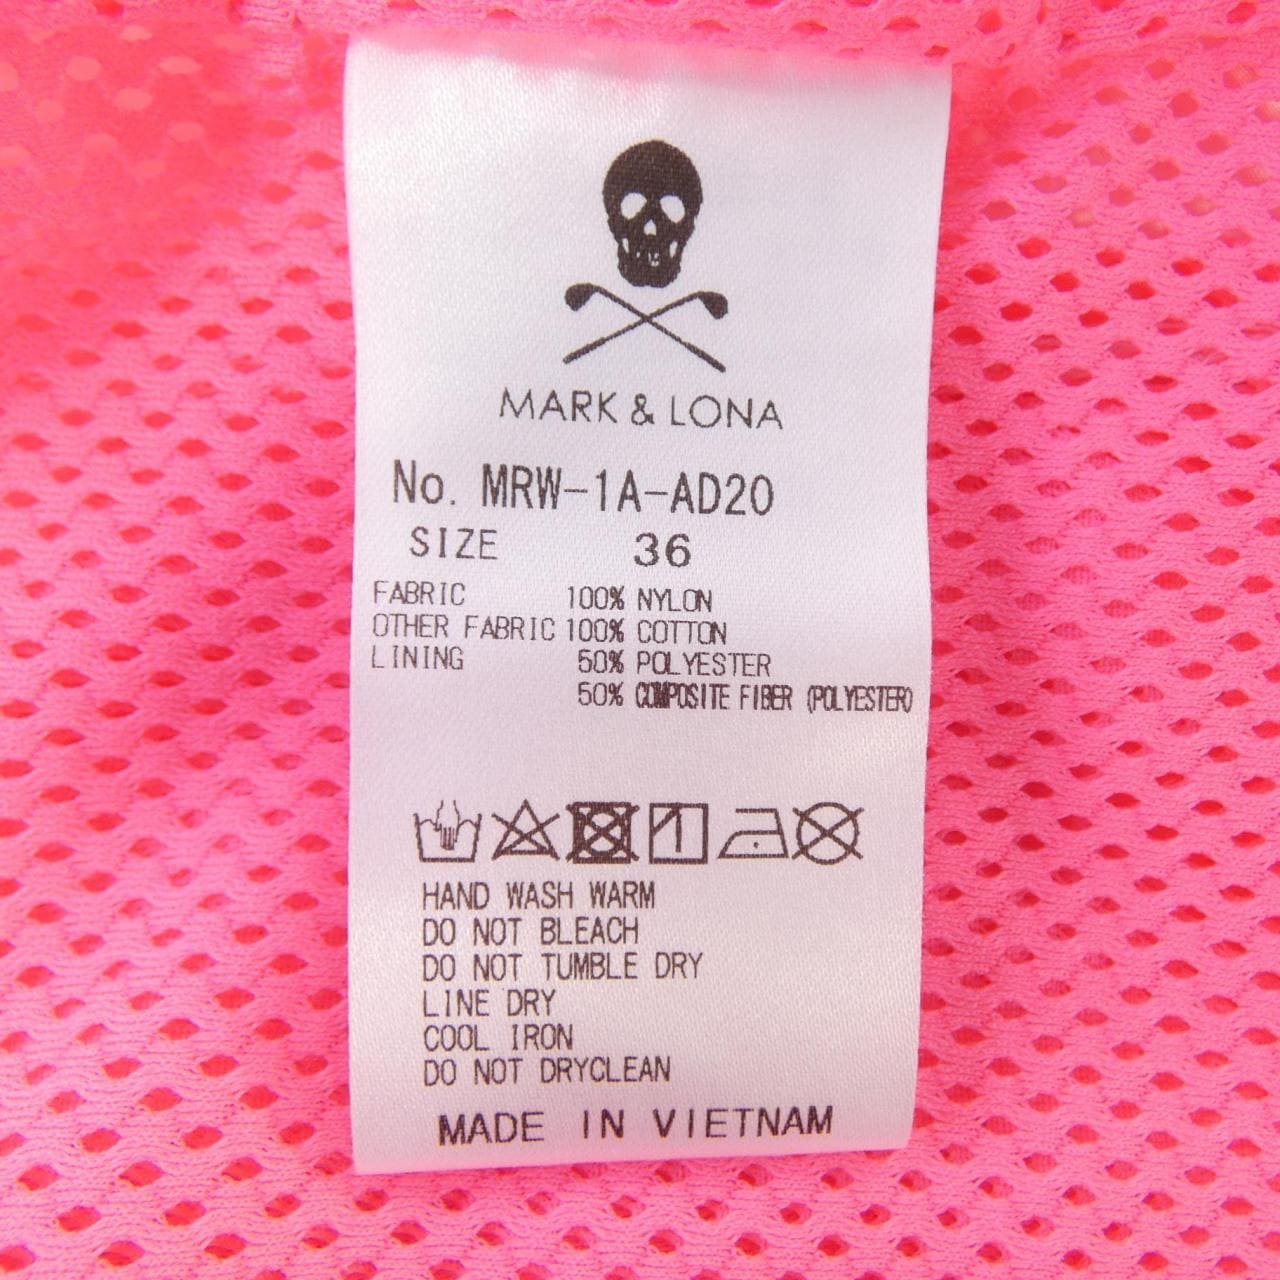 MARK & LONA
No. MRW-1A-AD20
SIZE 36
FABRIC 100% NYLON
OTHER FABRIC 100% COTTON
LINING 50% POLYESTER
50% COMPOSITE FIBER (POLYESTER)
HAND WASH WARM
DO NOT BLEACH
DO NOT TUMBLE DRY
LINE DRY
COOL IRON
DO NOT DRYCLEAN
MADE IN VIETNAM